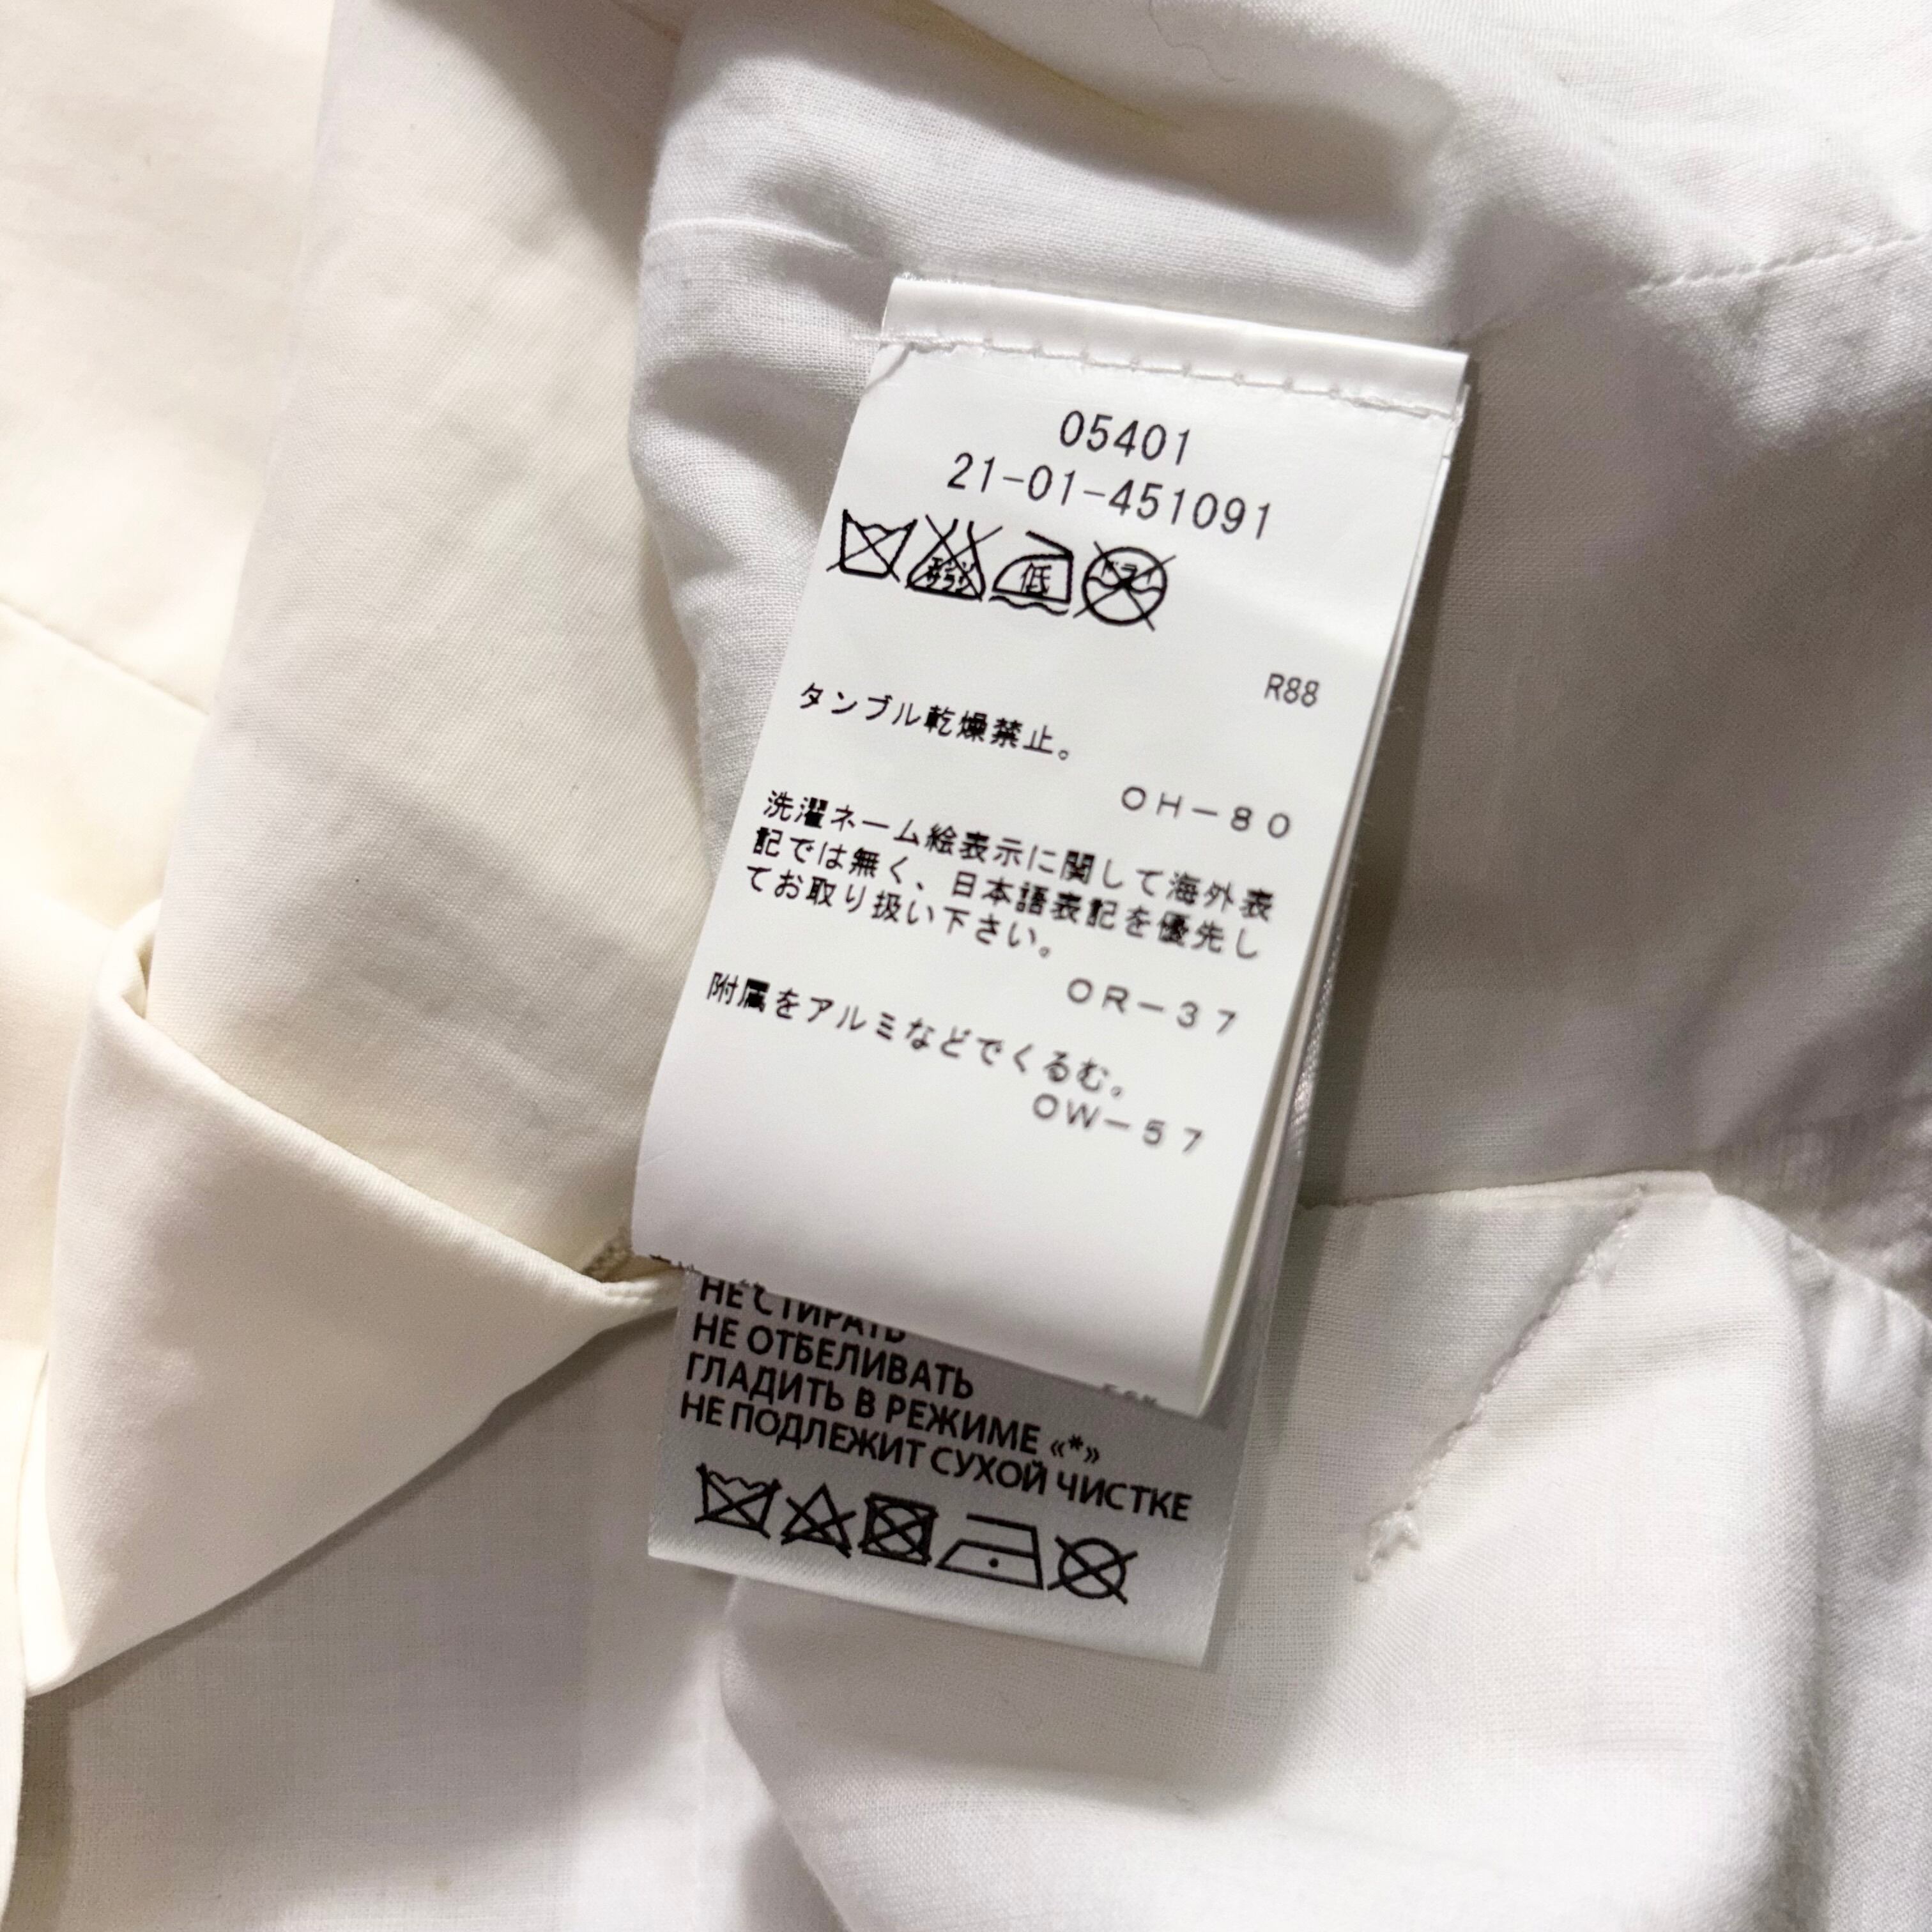 05401
21-01-451091
低
ドライ
R88
タンブル乾燥禁止。
OH-80
洗濯ネーム絵表示に関して海外表
記では無く、日本語表記を優先し
てお取り扱い下さい。
OR-37
附属をアルミなどでくるむ。
OW-57
НЕ СТИРАТЬ
НЕ ОТБЕЛИВАТЬ
ГЛАДИТЬ В РЕЖИМЕ «*»
НЕ ПОДЛЕЖИТ СУХОЙ ЧИСТКЕ